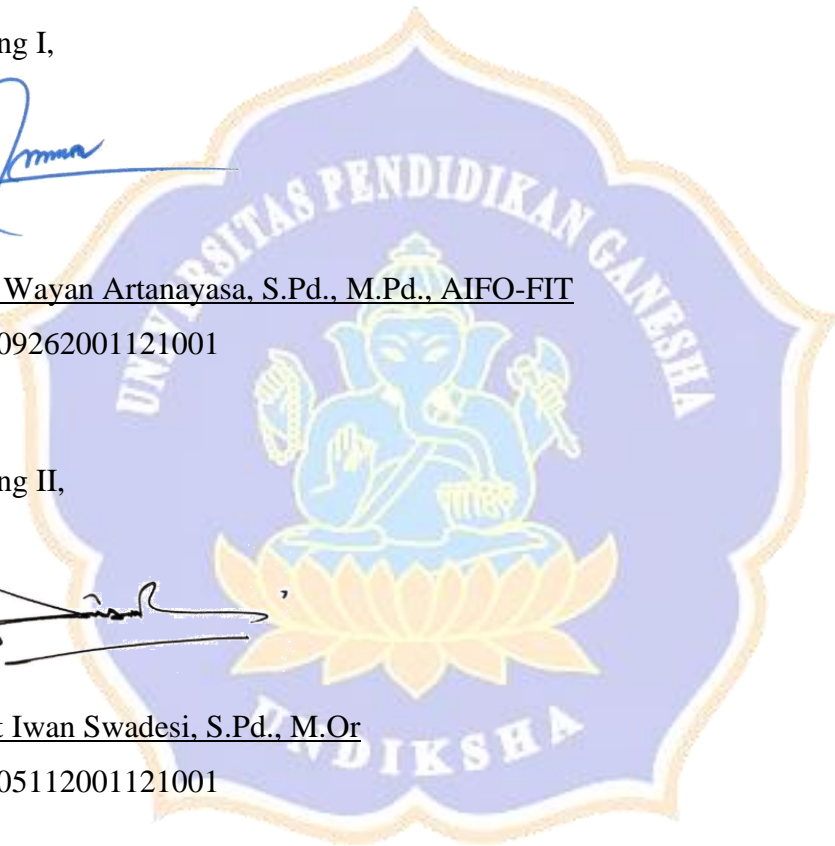 ng I,
UNIVERSITAS PENDIDIKAN GANESHA
Wayan Artanayasa, S.Pd., M.Pd., AIFO-FIT
09262001121001
ng II,
t Iwan Swadesi, S.Pd., M.Or
05112001121001
UNDIKSHA